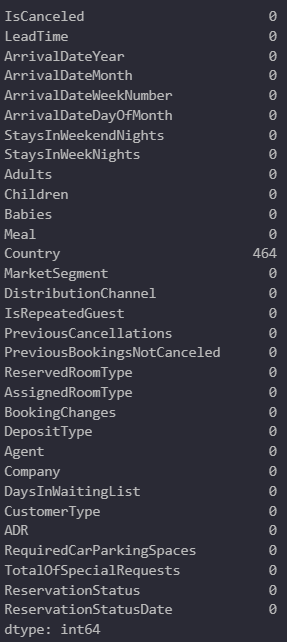 IsCanceled 0
LeadTime 0
ArrivalDateYear 0
ArrivalDateMonth 0
ArrivalDateWeekNumber 0
ArrivalDateDayOfMonth 0
StaysInWeekendNights 0
StaysInWeekNights 0
Adults 0
Children 0
Babies 0
Meal 0
Country 464
MarketSegment 0
DistributionChannel 0
IsRepeatedGuest 0
PreviousCancellations 0
PreviousBookingsNotCanceled 0
ReservedRoomType 0
AssignedRoomType 0
BookingChanges 0
DepositType 0
Agent 0
Company 0
DaysInWaitingList 0
CustomerType 0
ADR 0
RequiredCarParkingSpaces 0
TotalOfSpecialRequests 0
ReservationStatus 0
ReservationStatusDate 0
dtype: int64